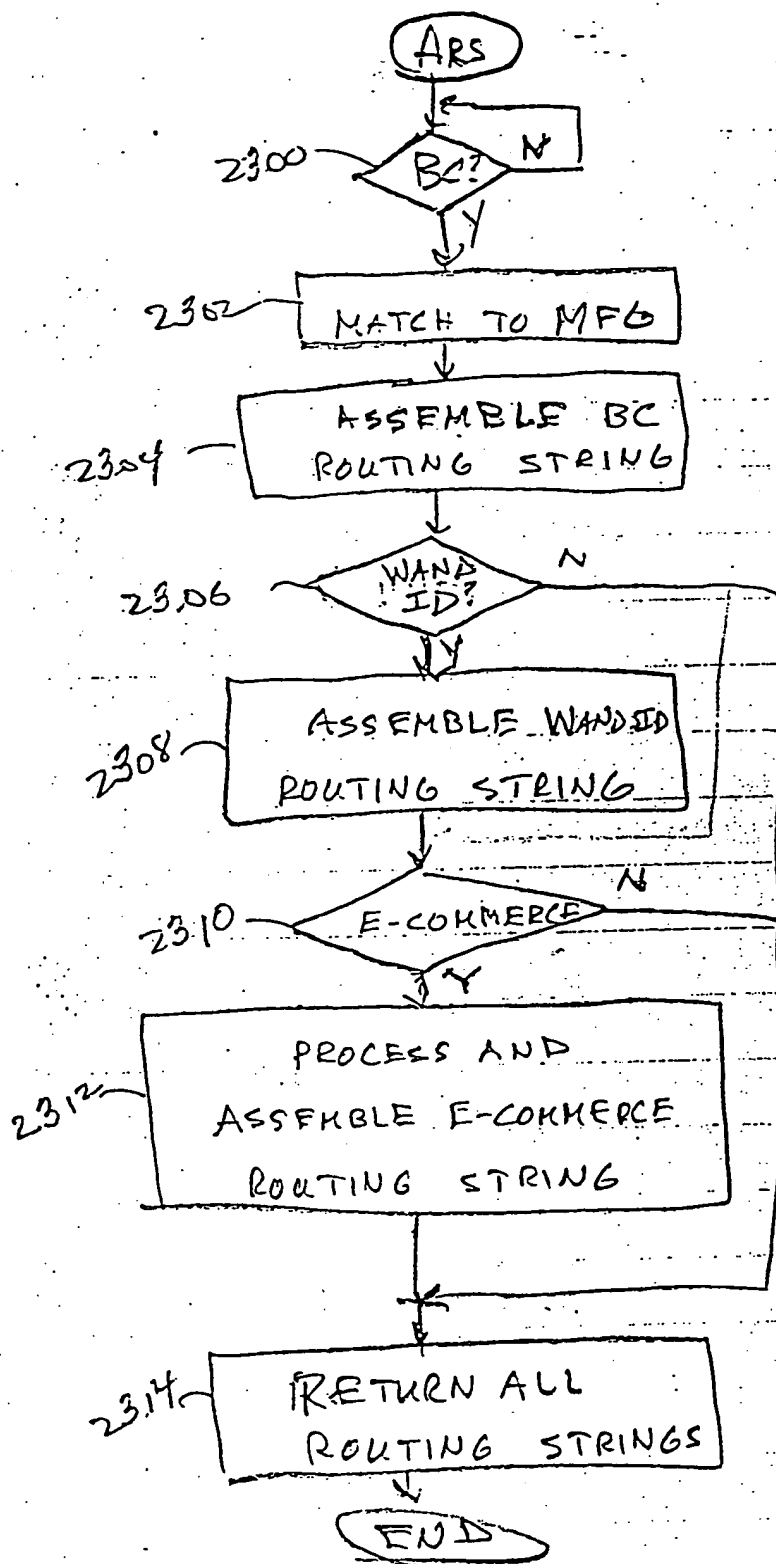 ARS
2300 BC? N
Y
2302 MATCH TO MFG
ASSEMBLE BC
2304 ROUTING STRING
N
2306 WAND
ID?
Y
ASSEMBLE WAND ID
2308 ROUTING STRING
N
2310 E-COMMERCE
Y
PROCESS AND
2312 ASSEMBLE E-COMMERCE
ROUTING STRING
2314 RETURN ALL
ROUTING STRINGS
END